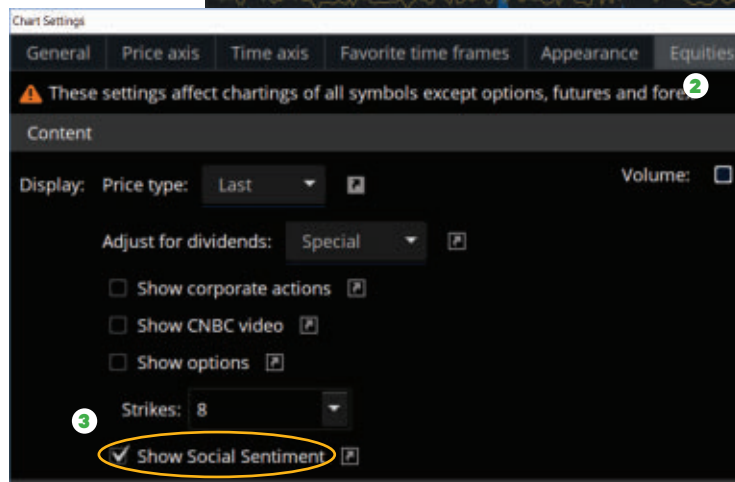 Chart Settings
General Price axis Time axis Favorite time frames Appearance Equities
2
These settings affect chartings of all symbols except options, futures and forex
Content
Display: Price type: Last Volume:
Adjust for dividends: Special
Show corporate actions
Show CNBC video
Show options
Strikes: 8
3
Show Social Sentiment